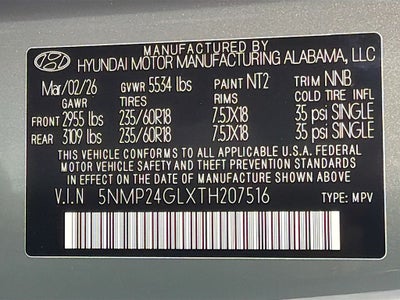 MANUFACTURED BY
HYUNDAI MOTOR MANUFACTURING ALABAMA, LLC
Mar/02/26 GVWR 5534 lbs PAINT NT2 TRIM NNB
GAWR TIRES RIMS COLD TIRE INFL
FRONT 2955 lbs 235/60R18 7.5JX18 35 psi SINGLE
REAR 3109 lbs 235/60R18 7.5JX18 35 psi SINGLE
THIS VEHICLE CONFORMS TO ALL APPLICABLE U.S.A. FEDERAL
MOTOR VEHICLE SAFETY AND THEFT PREVENTION STANDARDS
IN EFFECT ON THE DATE OF MANUFACTURE SHOWN ABOVE.
V.I.N 5NMP24GLXTH207516 TYPE: MPV